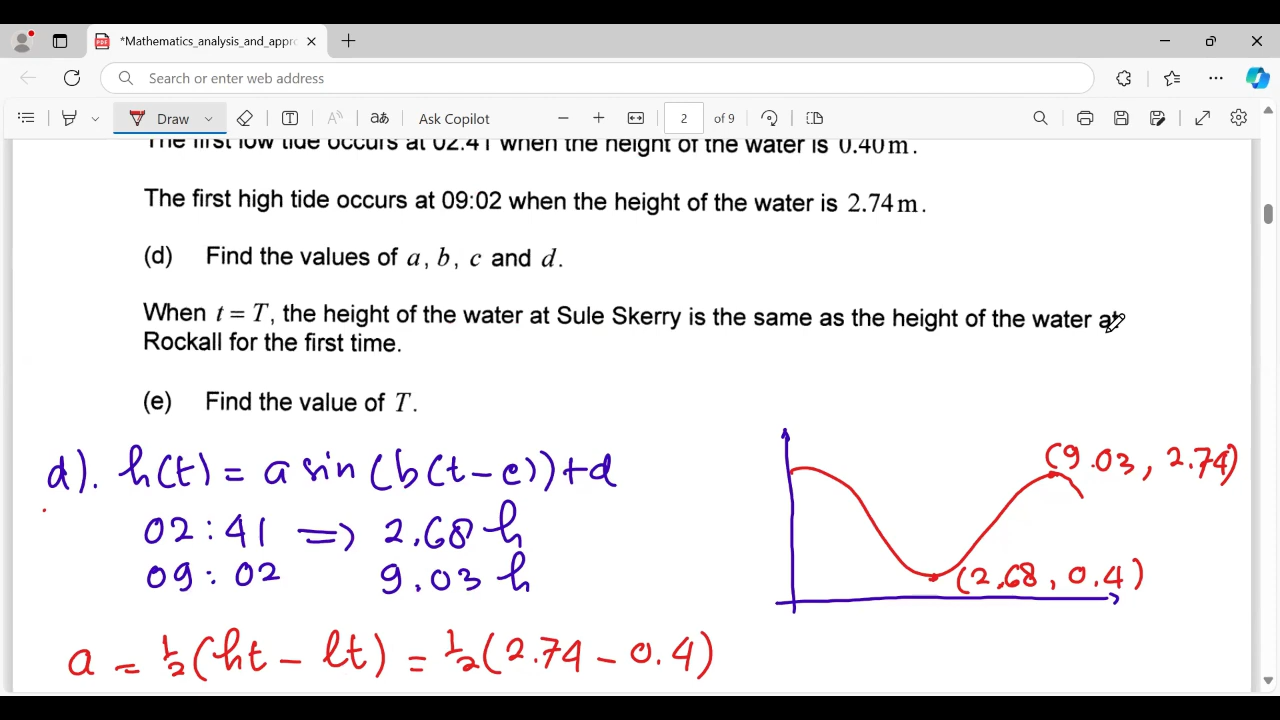 *Mathematics_analysis_and_appr
Search or enter web address
Draw
Ask Copilot
2 of 9
The first low tide occurs at 02:41 when the height of the water is 0.40 m.
The first high tide occurs at 09:02 when the height of the water is 2.74 m.
(d) Find the values of a, b, c and d.
When t = T, the height of the water at Sule Skerry is the same as the height of the water at
Rockall for the first time.
(e) Find the value of T.
d). h(t) = a sin(b(t-c))+d
02:41 ⇒ 2.68 h
09:02 9.03 h
(9.03, 2.74)
(2.68, 0.4)
a = 1/2(ht - lt) = 1/2(2.74 - 0.4)